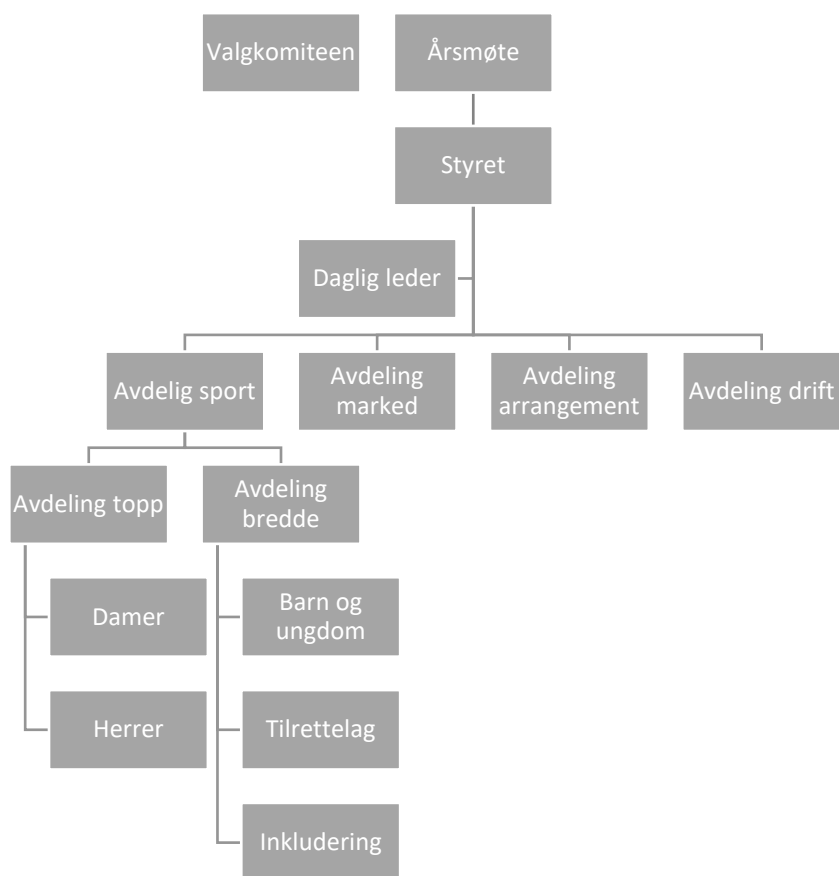 Valgkomiteen
Årsmøte
Styret
Daglig leder
Avdelig sport
Avdeling
marked
Avdeling
arrangement
Avdeling drift
Avdeling topp
Avdeling
bredde
Damer
Barn og
ungdom
Herrer
Tilrettelag
Inkludering